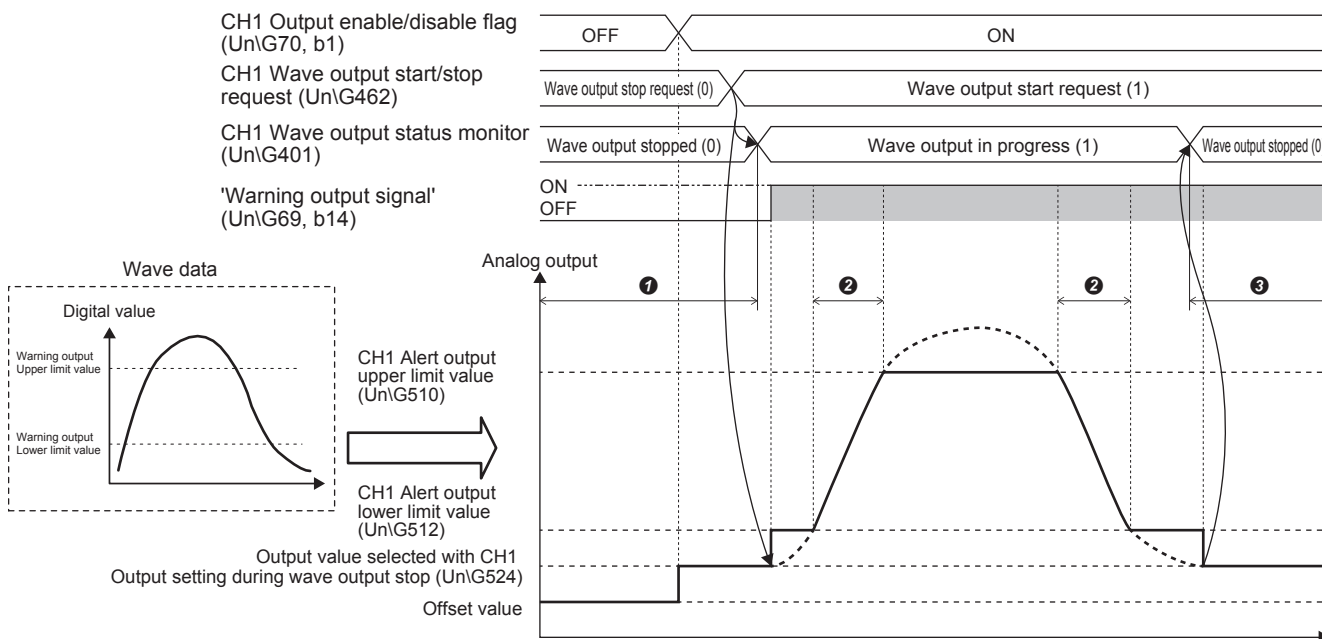 CH1 Output enable/disable flag
(Un\G70, b1)
OFF
ON
CH1 Wave output start/stop
request (Un\G462)
Wave output stop request (0)
Wave output start request (1)
CH1 Wave output status monitor
(Un\G401)
Wave output stopped (0)
Wave output in progress (1)
Wave output stopped (0
'Warning output signal'
(Un\G69, b14)
ON
OFF
Analog output
❶
❷
❷
❸
Wave data
Digital value
Warning output
Upper limit value
Warning output
Lower limit value
CH1 Alert output
upper limit value
(Un\G510)
CH1 Alert output
lower limit value
(Un\G512)
Output value selected with CH1
Output setting during wave output stop (Un\G524)
Offset value